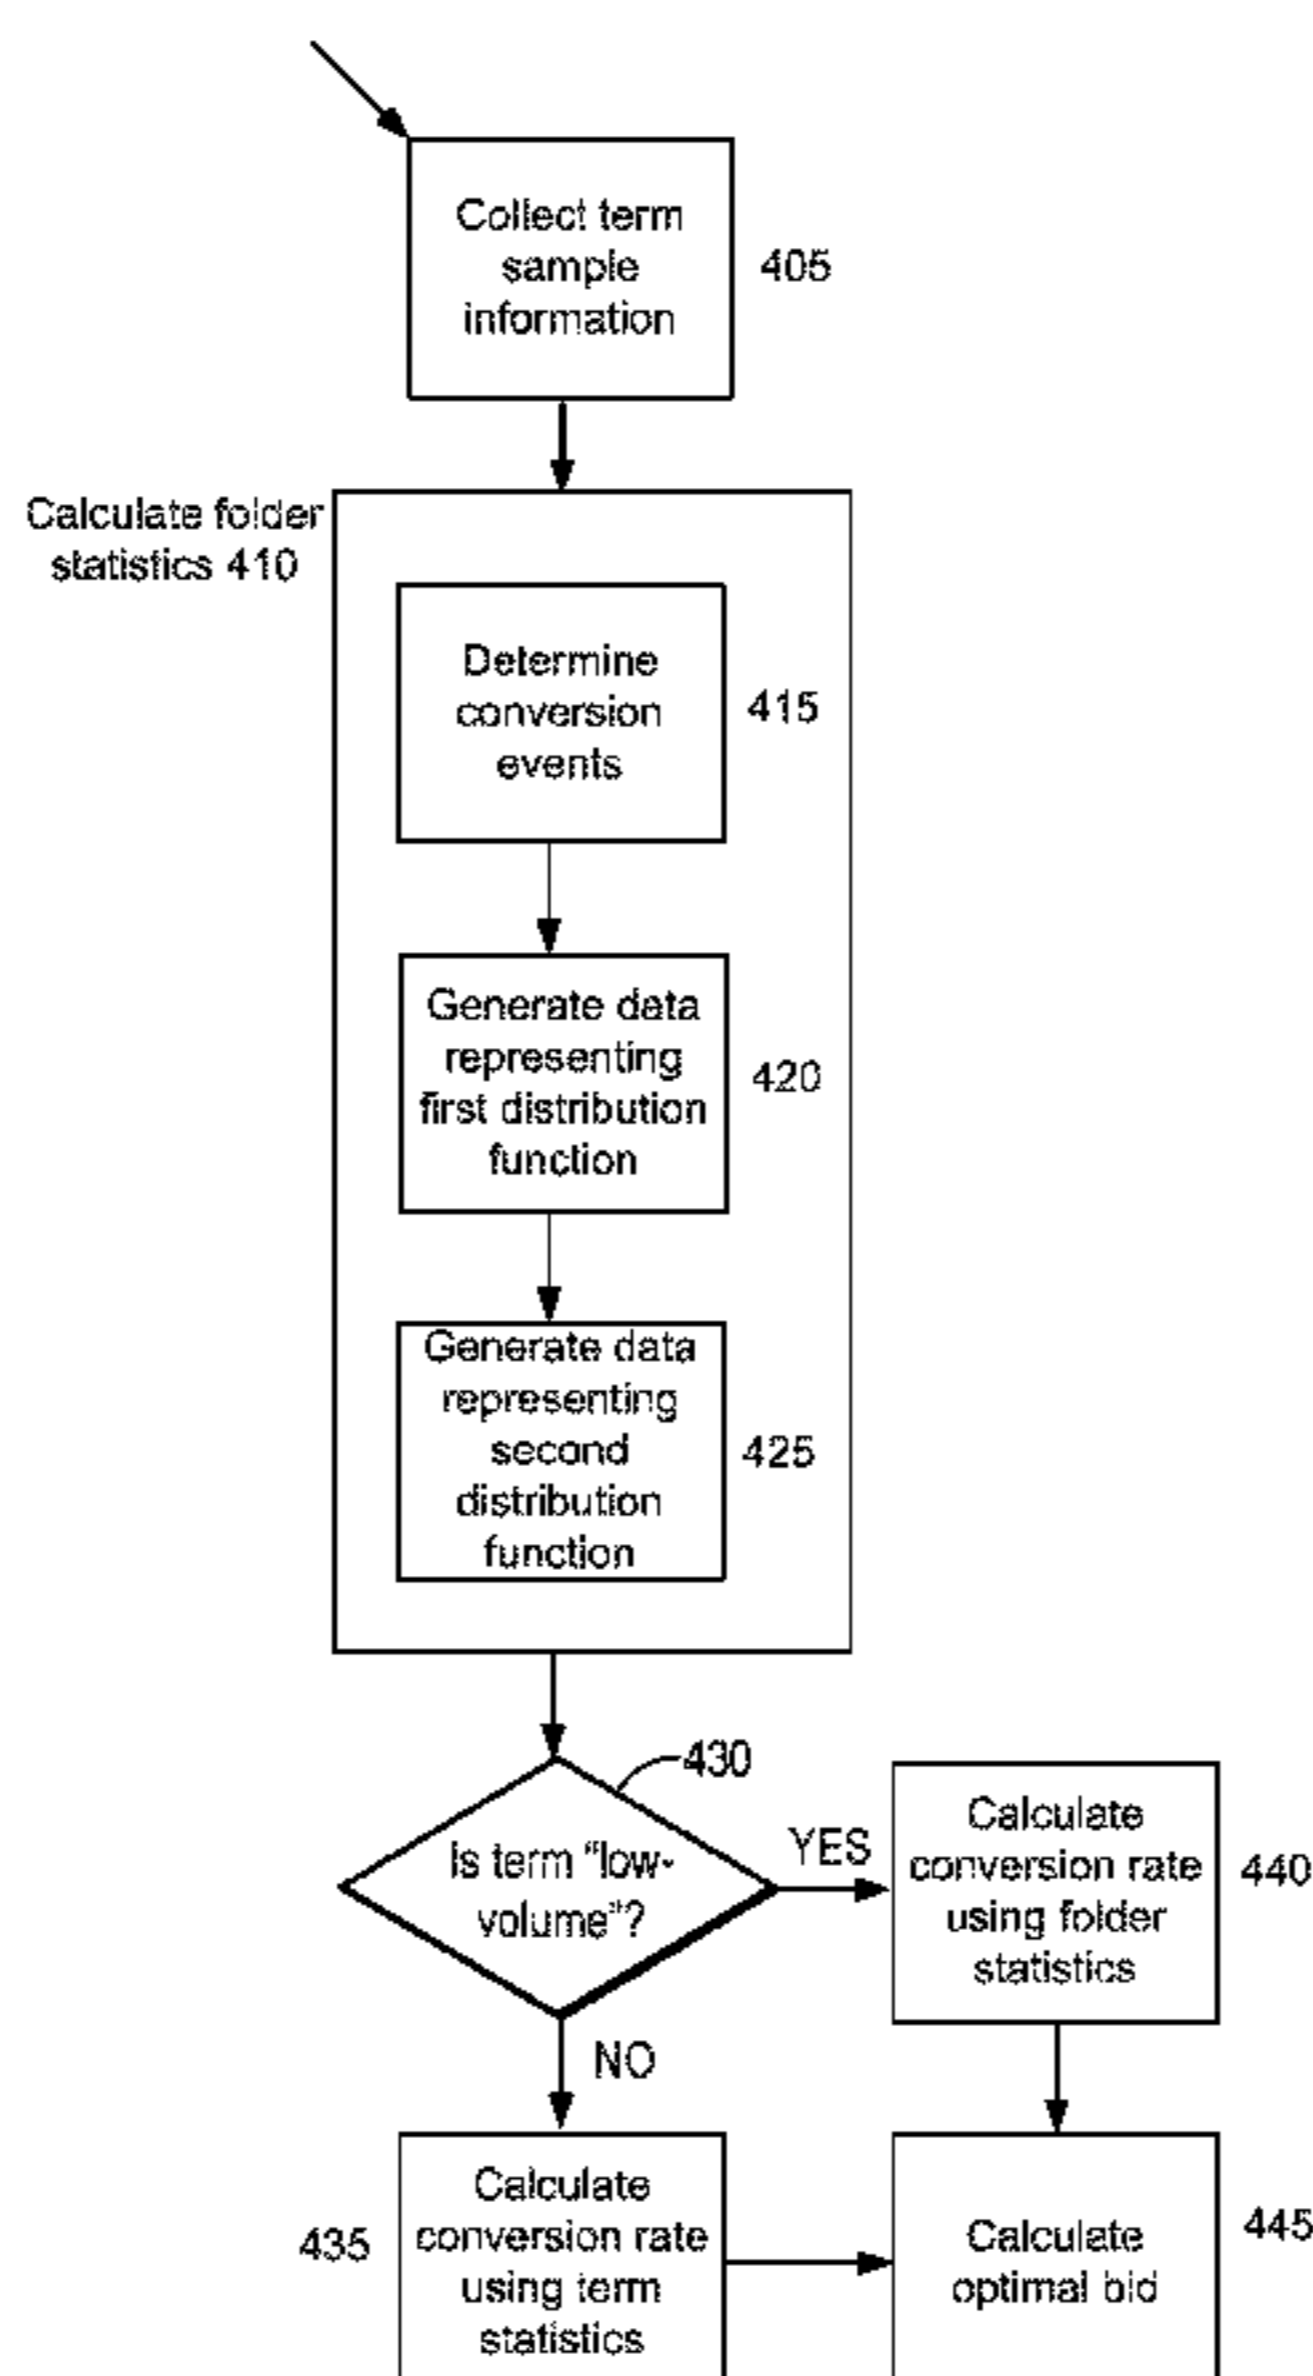 Collect term
sample
information
405
Calculate folder
statistics 410
Determine
conversion
events
415
Generate data
representing
first distribution
function
420
Generate data
representing
second
distribution
function
425
430
Is term “low-
volume”?
YES
NO
Calculate
conversion rate
using folder
statistics
440
435
Calculate
conversion rate
using term
statistics
Calculate
optimal bid
445